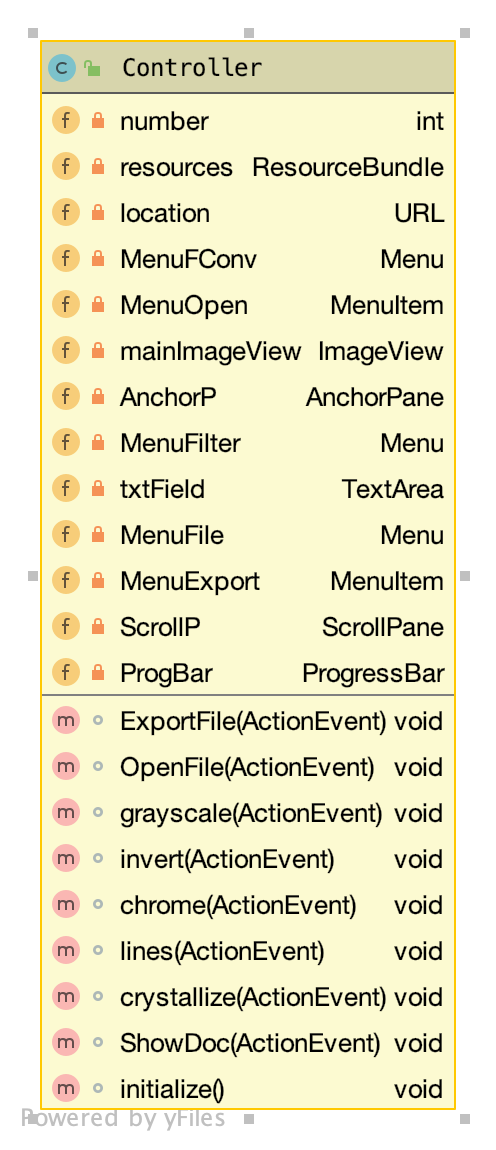 C Controller
f number int
f resources ResourceBundle
f location URL
f MenuFConv Menu
f MenuOpen MenuItem
f mainImageView ImageView
f AnchorP AnchorPane
f MenuFilter Menu
f txtField TextArea
f MenuFile Menu
f MenuExport MenuItem
f ScrollP ScrollPane
f ProgBar ProgressBar
m ExportFile(ActionEvent) void
m OpenFile(ActionEvent) void
m grayscale(ActionEvent) void
m invert(ActionEvent) void
m chrome(ActionEvent) void
m lines(ActionEvent) void
m crystallize(ActionEvent) void
m ShowDoc(ActionEvent) void
m initialize() void
Powered by yFiles